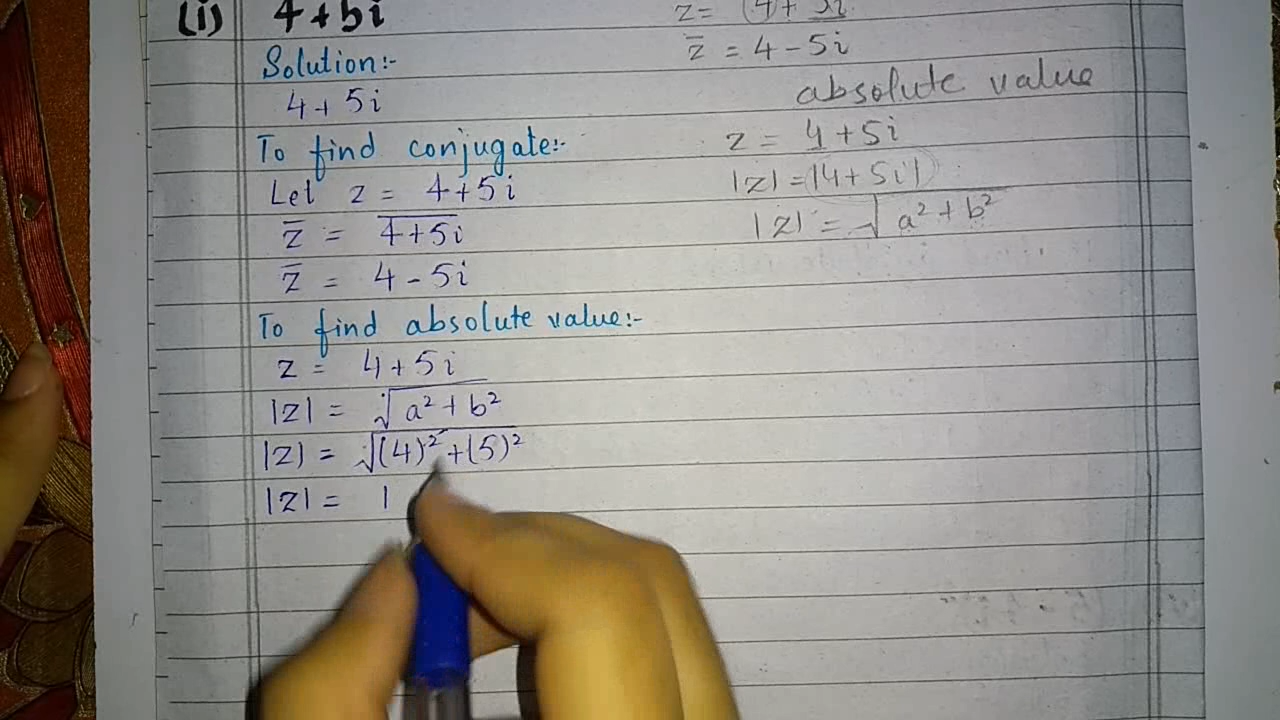 (i) 4+5i
Solution:-
4+5i
To find conjugate:-
Let z = 4+5i
z̅ = 4̅+̅5̅i̅
z̅ = 4-5i
To find absolute value:-
z = 4+5i
|z| = √a²+b²
|z| = √(4)²+(5)²
|z| = 1
z = (4+5i
z̅ = 4-5i
absolute value
z = 4+5i
|z| = |4+5i|
|z| = √a²+b²